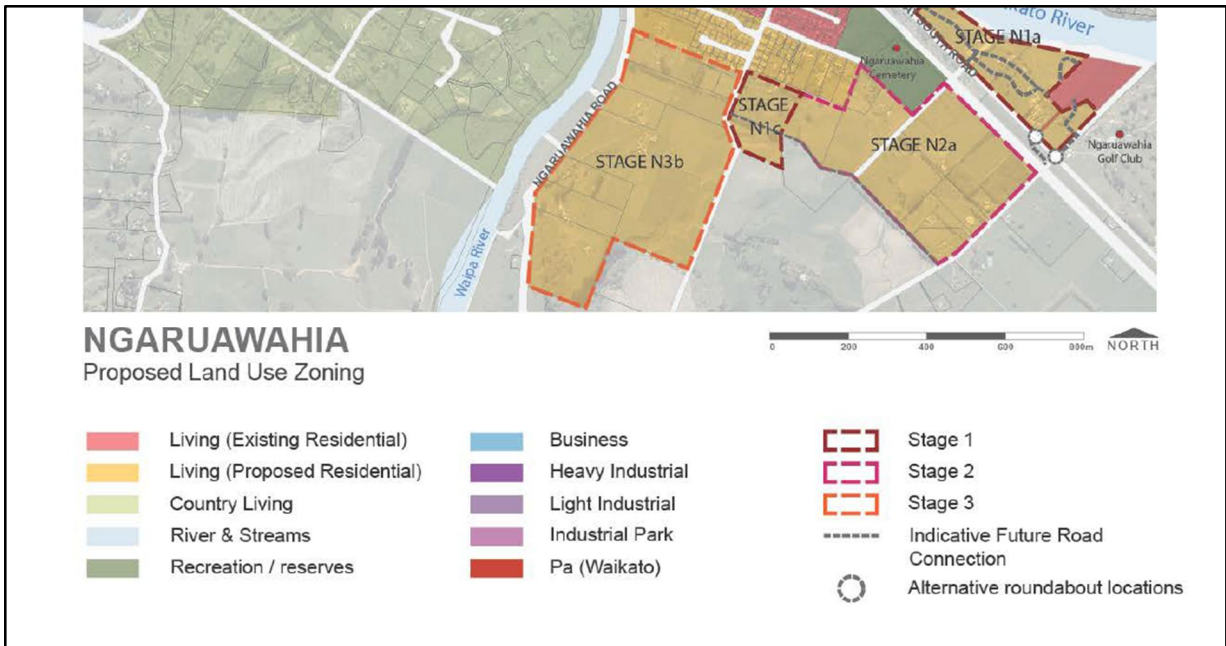 Waikato River
STAGE N1a
SOUTH ROAD
Ngaruawahia
Cemetery
NGARUAWAHIA ROAD
STAGE
N1c
STAGE N2a
Ngaruawahia
Golf Club
STAGE N3b
Waipa River
NGARUAWAHIA
Proposed Land Use Zoning
0 200 400 600 800m NORTH
Living (Existing Residential)
Living (Proposed Residential)
Country Living
River & Streams
Recreation / reserves
Business
Heavy Industrial
Light Industrial
Industrial Park
Pa (Waikato)
Stage 1
Stage 2
Stage 3
Indicative Future Road
Connection
Alternative roundabout locations